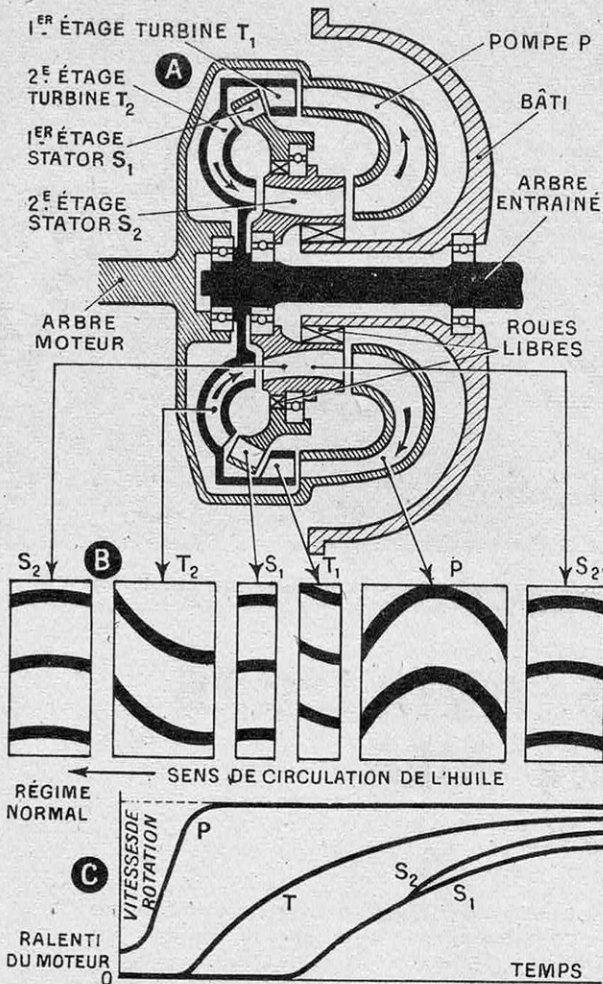 1ER ÉTAGE TURBINE T1
2E ÉTAGE
TURBINE T2
1ER ÉTAGE
STATOR S1
2E ÉTAGE
STATOR S2
A
POMPE P
BÂTI
ARBRE
ENTRAINÉ
ARBRE
MOTEUR
ROUES
LIBRES
B
S2
T2
S1
T1
P
S2
SENS DE CIRCULATION DE L'HUILE
RÉGIME
NORMAL
C
VITESSES DE
ROTATION
P
T
S2
S1
RALENTI
DU MOTEUR
0
TEMPS